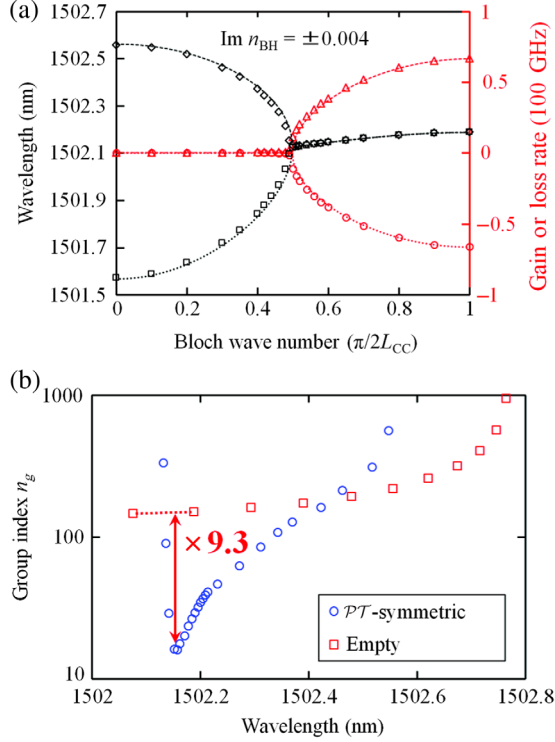 (a)
1502.7
1502.5
1502.3
1502.1
1501.9
1501.7
1501.5
Wavelength (nm)
Im n_BH = ±0.004
1
0.5
0
−0.5
−1
Gain or loss rate (100 GHz)
0 0.2 0.4 0.6 0.8 1
Bloch wave number (π/2L_CC)
(b)
1000
100
10
Group index n_g
× 9.3
𝒫𝒯-symmetric
Empty
1502 1502.2 1502.4 1502.6 1502.8
Wavelength (nm)